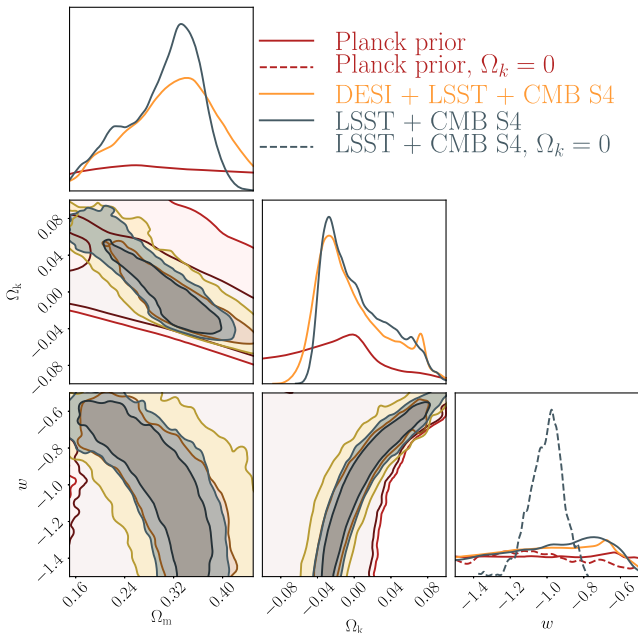 Planck prior
Planck prior, Ωk = 0
DESI + LSST + CMB S4
LSST + CMB S4
LSST + CMB S4, Ωk = 0
0.08
0.04
0.00
−0.04
−0.08
Ωk
−0.6
−0.8
−1.0
−1.2
−1.4
w
0.16 0.24 0.32
Ωm
−0.08 −0.04 0.00 0.04 0.08
Ωk
−1.4 −1.2 −1.0 −0.8 −0.6
w